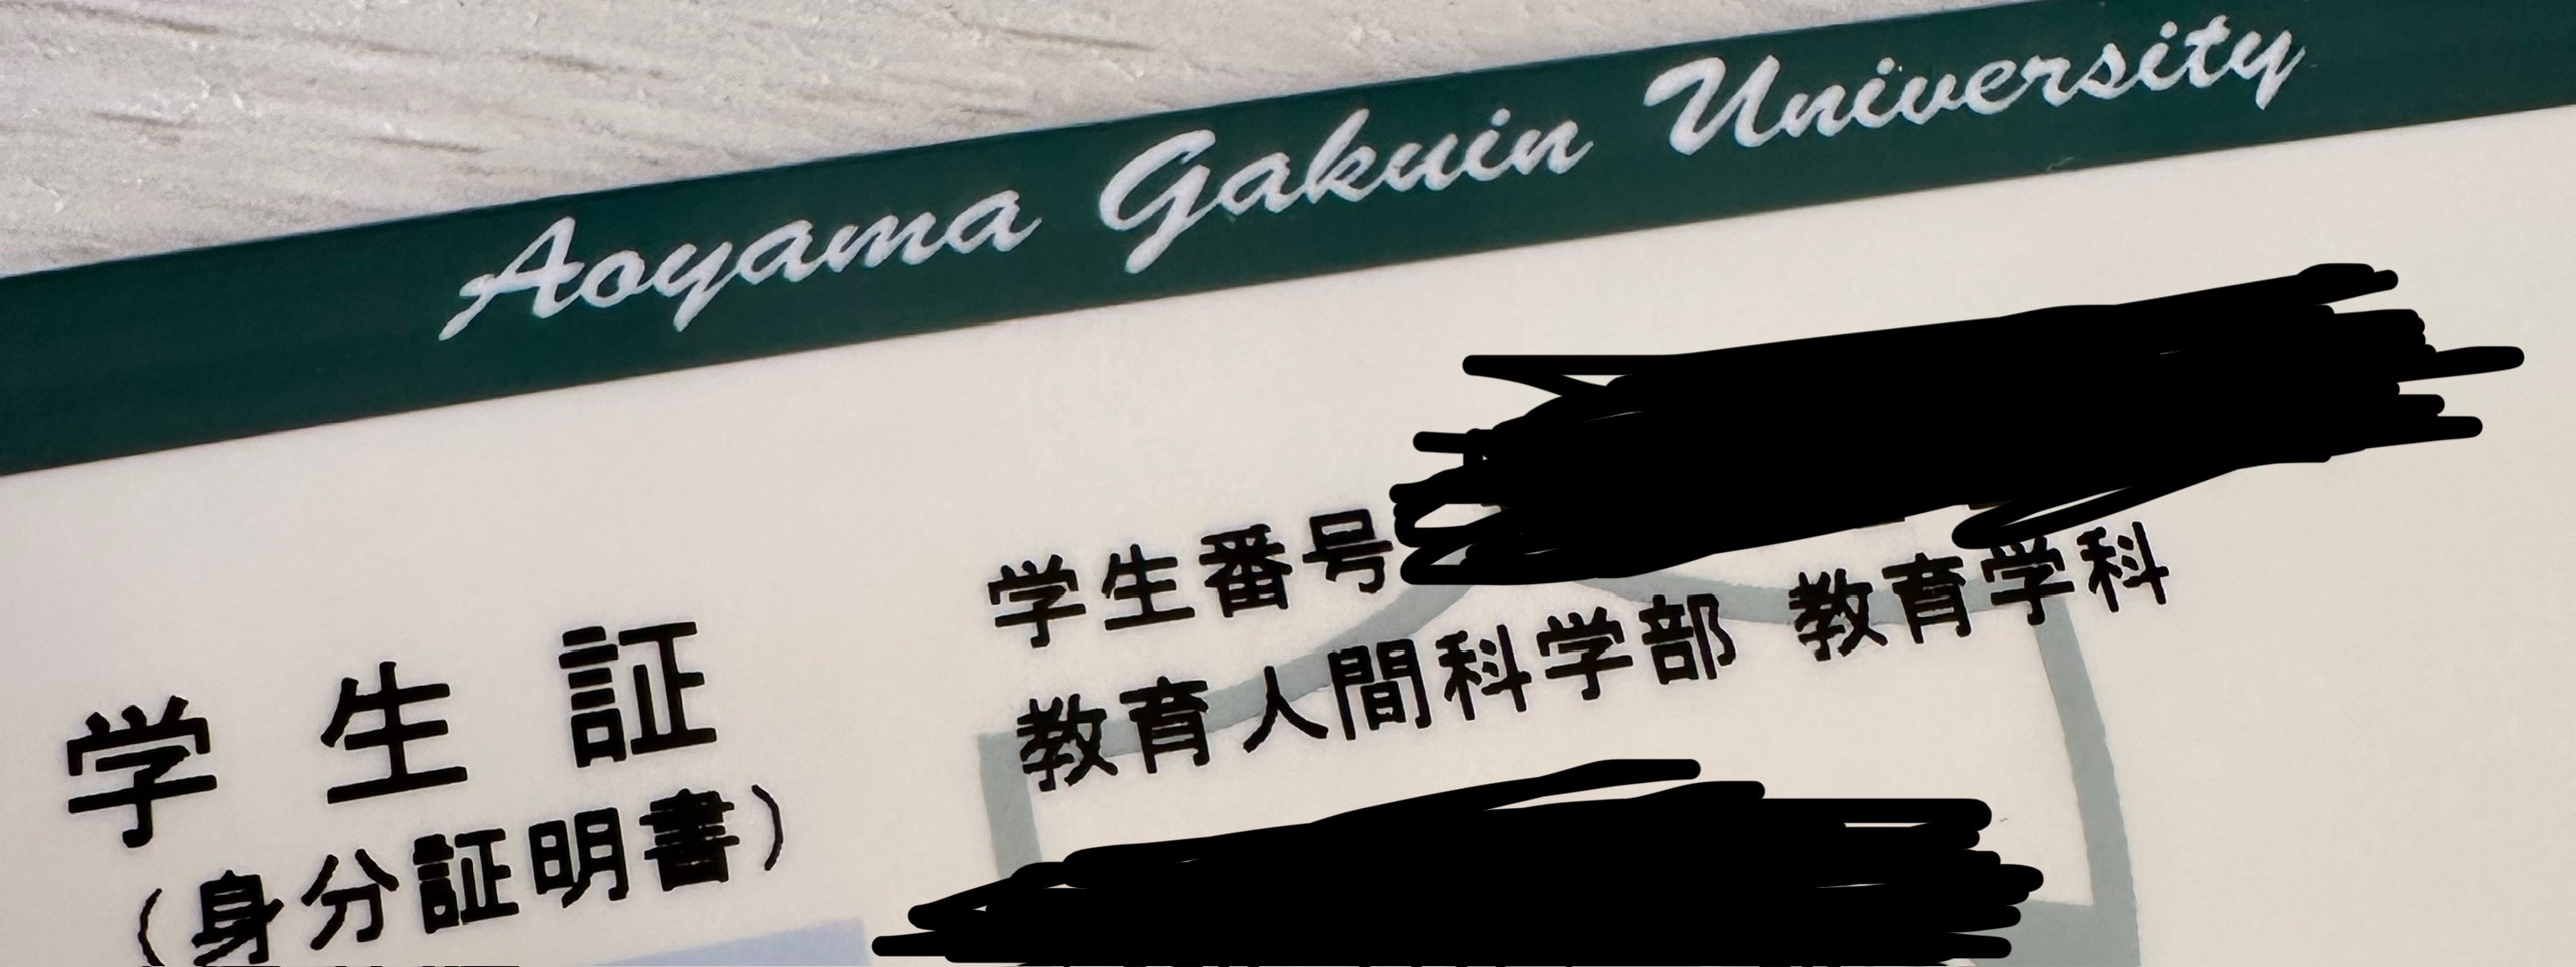 Aoyama Gakuin University
学生番号
教育人間科学部 教育学科
学生証
(身分証明書)